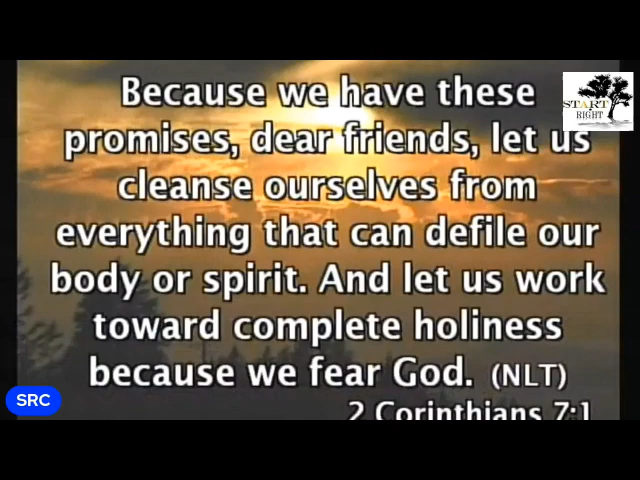 Because we have these
promises, dear friends, let us
cleanse ourselves from
everything that can defile our
body or spirit. And let us work
toward complete holiness
because we fear God. (NLT)
2 Corinthians 7:1
START
RIGHT
SRC